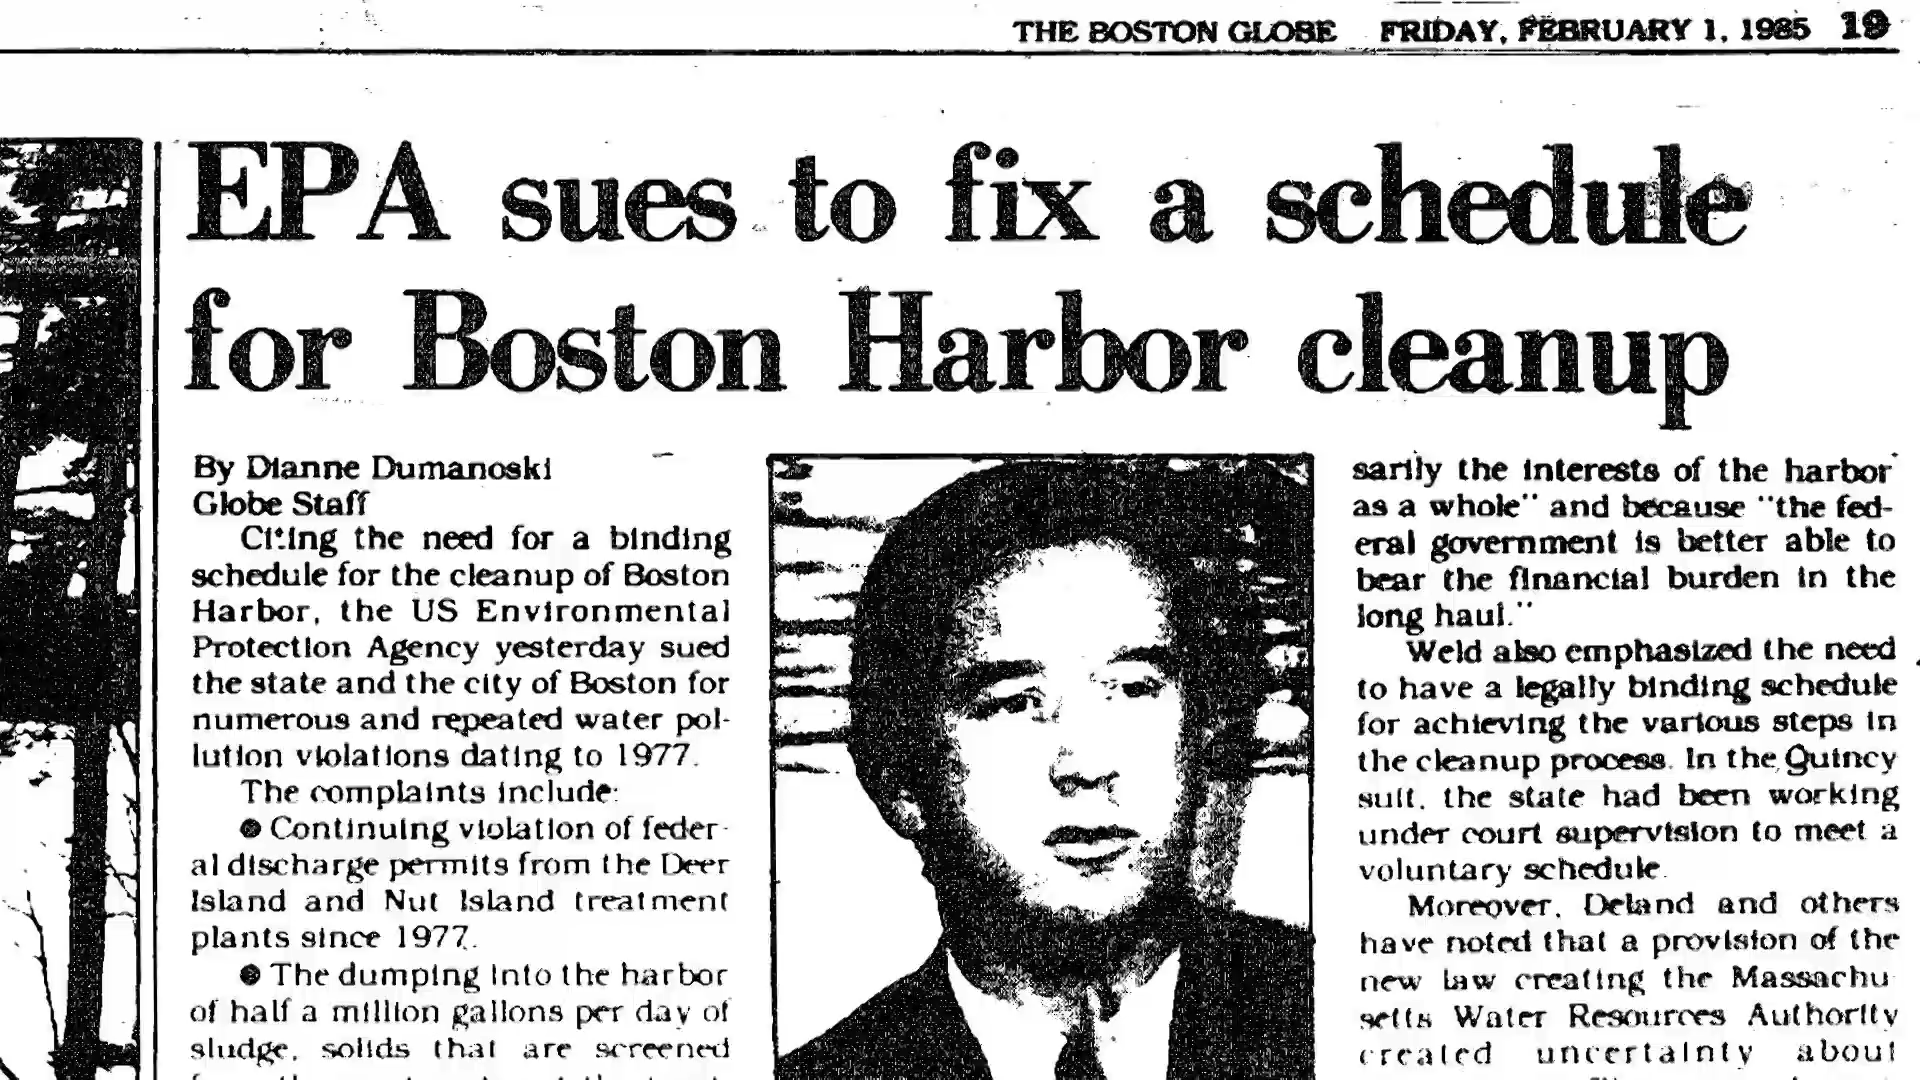 THE BOSTON GLOBE FRIDAY, FEBRUARY 1, 1985 19
EPA sues to fix a schedule
for Boston Harbor cleanup
By Dianne Dumanoski
Globe Staff
Citing the need for a binding
schedule for the cleanup of Boston
Harbor, the US Environmental
Protection Agency yesterday sued
the state and the city of Boston for
numerous and repeated water pol-
lution violations dating to 1977.
The complaints include:
● Continuing violation of feder-
al discharge permits from the Deer
Island and Nut Island treatment
plants since 1977.
● The dumping into the harbor
of half a million gallons per day of
sludge, solids that are screened
sarily the interests of the harbor
as a whole" and because "the fed-
eral government is better able to
bear the financial burden in the
long haul."
Weld also emphasized the need
to have a legally binding schedule
for achieving the various steps in
the cleanup process. In the Quincy
suit, the state had been working
under court supervision to meet a
voluntary schedule.
Moreover, Deland and others
have noted that a provision of the
new law creating the Massachu
setts Water Resources Authority
created uncertainty about